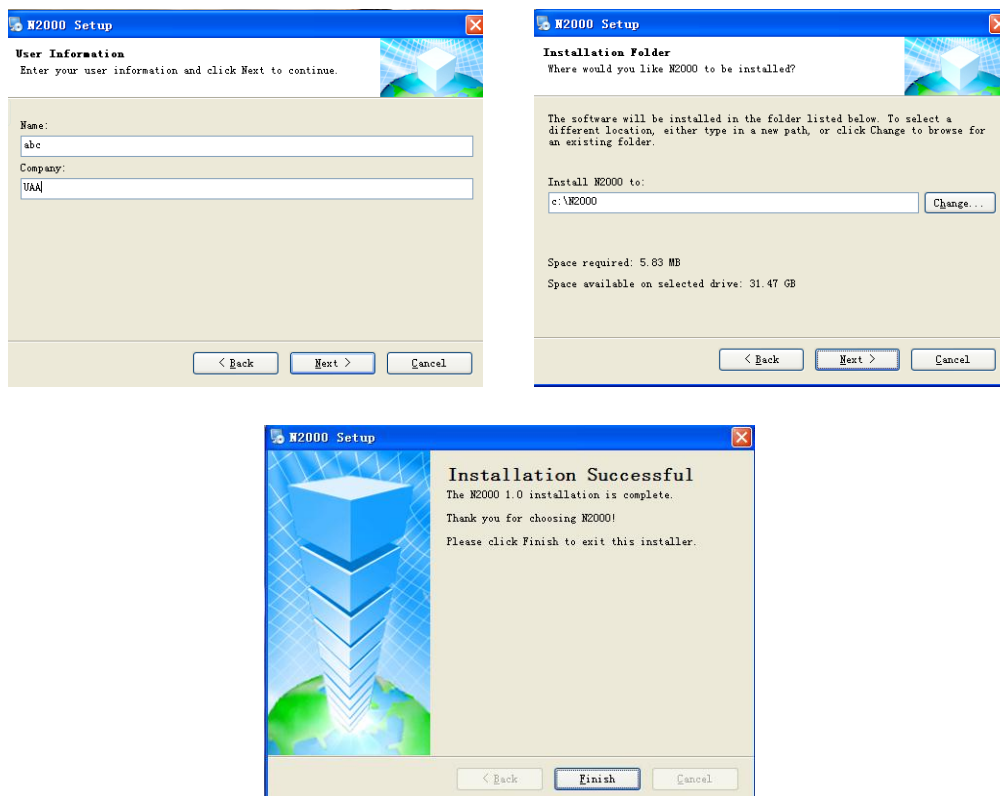 N2000 Setup
User Information
Enter your user information and click Next to continue.
Name:
abc
Company:
UAA
< Back
Next >
Cancel
N2000 Setup
Installation Folder
Where would you like N2000 to be installed?
The software will be installed in the folder listed below. To select a
different location, either type in a new path, or click Change to browse for
an existing folder.
Install N2000 to:
c:\N2000
Change...
Space required: 5.83 MB
Space available on selected drive: 31.47 GB
< Back
Next >
Cancel
N2000 Setup
Installation Successful
The N2000 1.0 installation is complete.
Thank you for choosing N2000!
Please click Finish to exit this installer.
< Back
Finish
Cancel